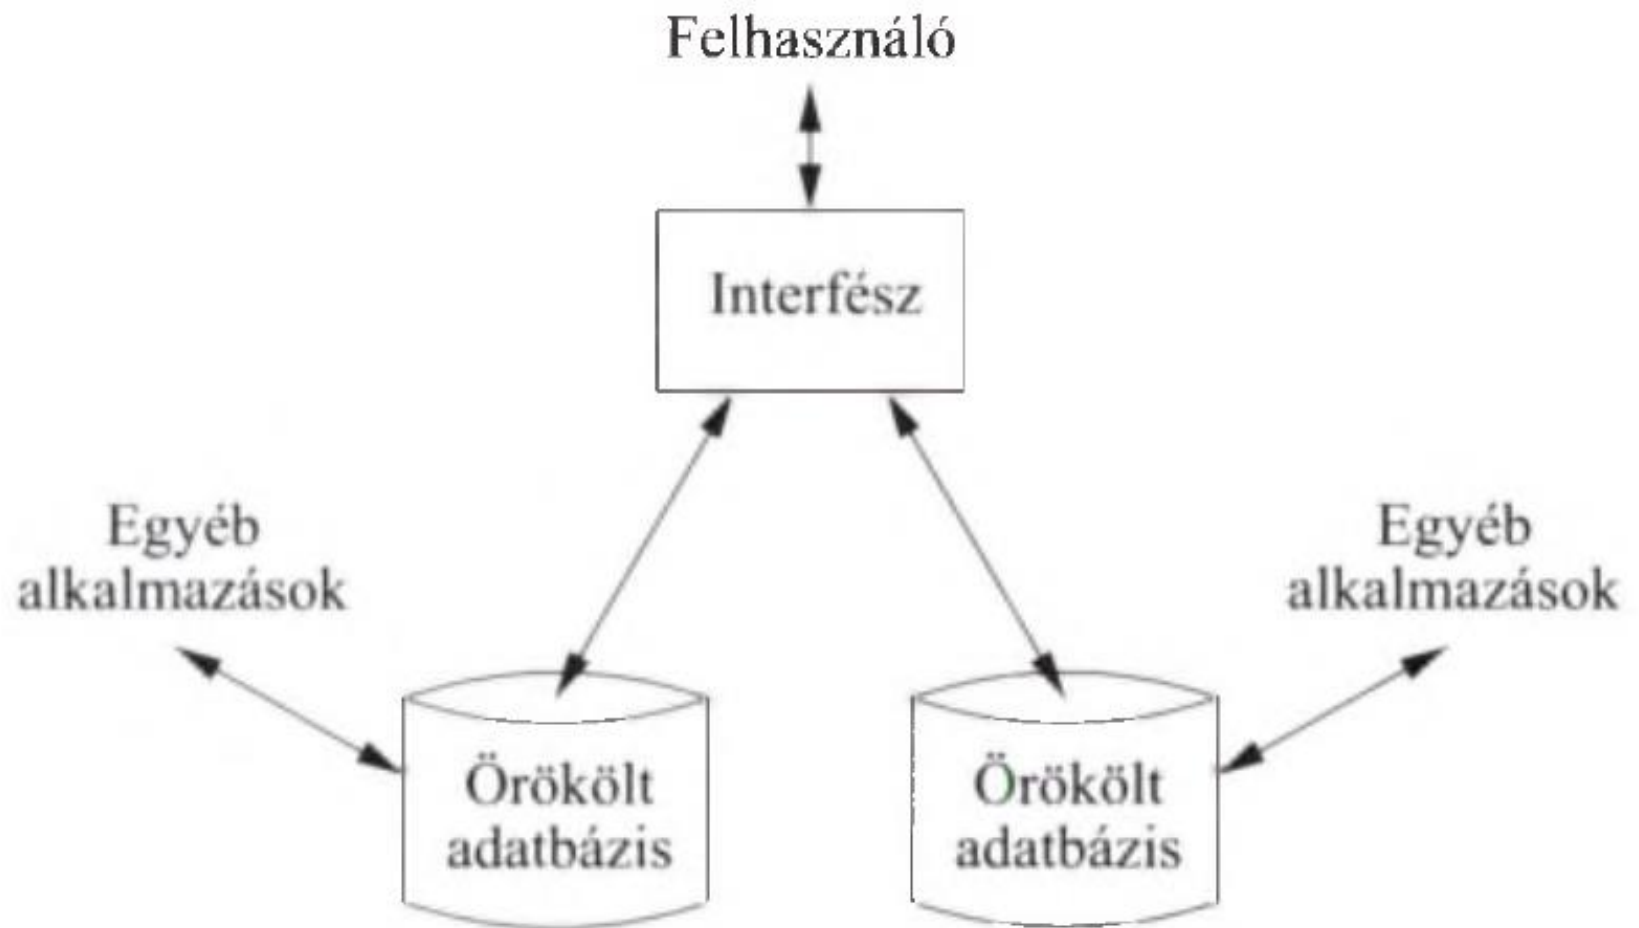 Felhasználó
Interfész
Egyéb
alkalmazások
Egyéb
alkalmazások
Örökölt
adatbázis
Örökölt
adatbázis